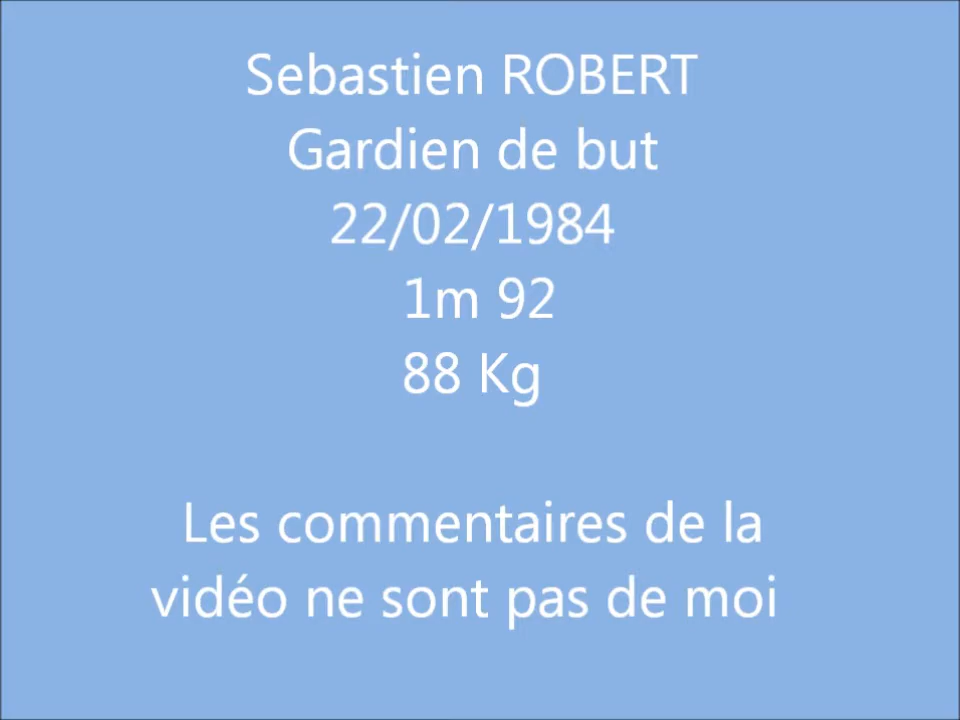 Sebastien ROBERT
Gardien de but
22/02/1984
1m 92
88 Kg
Les commentaires de la
vidéo ne sont pas de moi